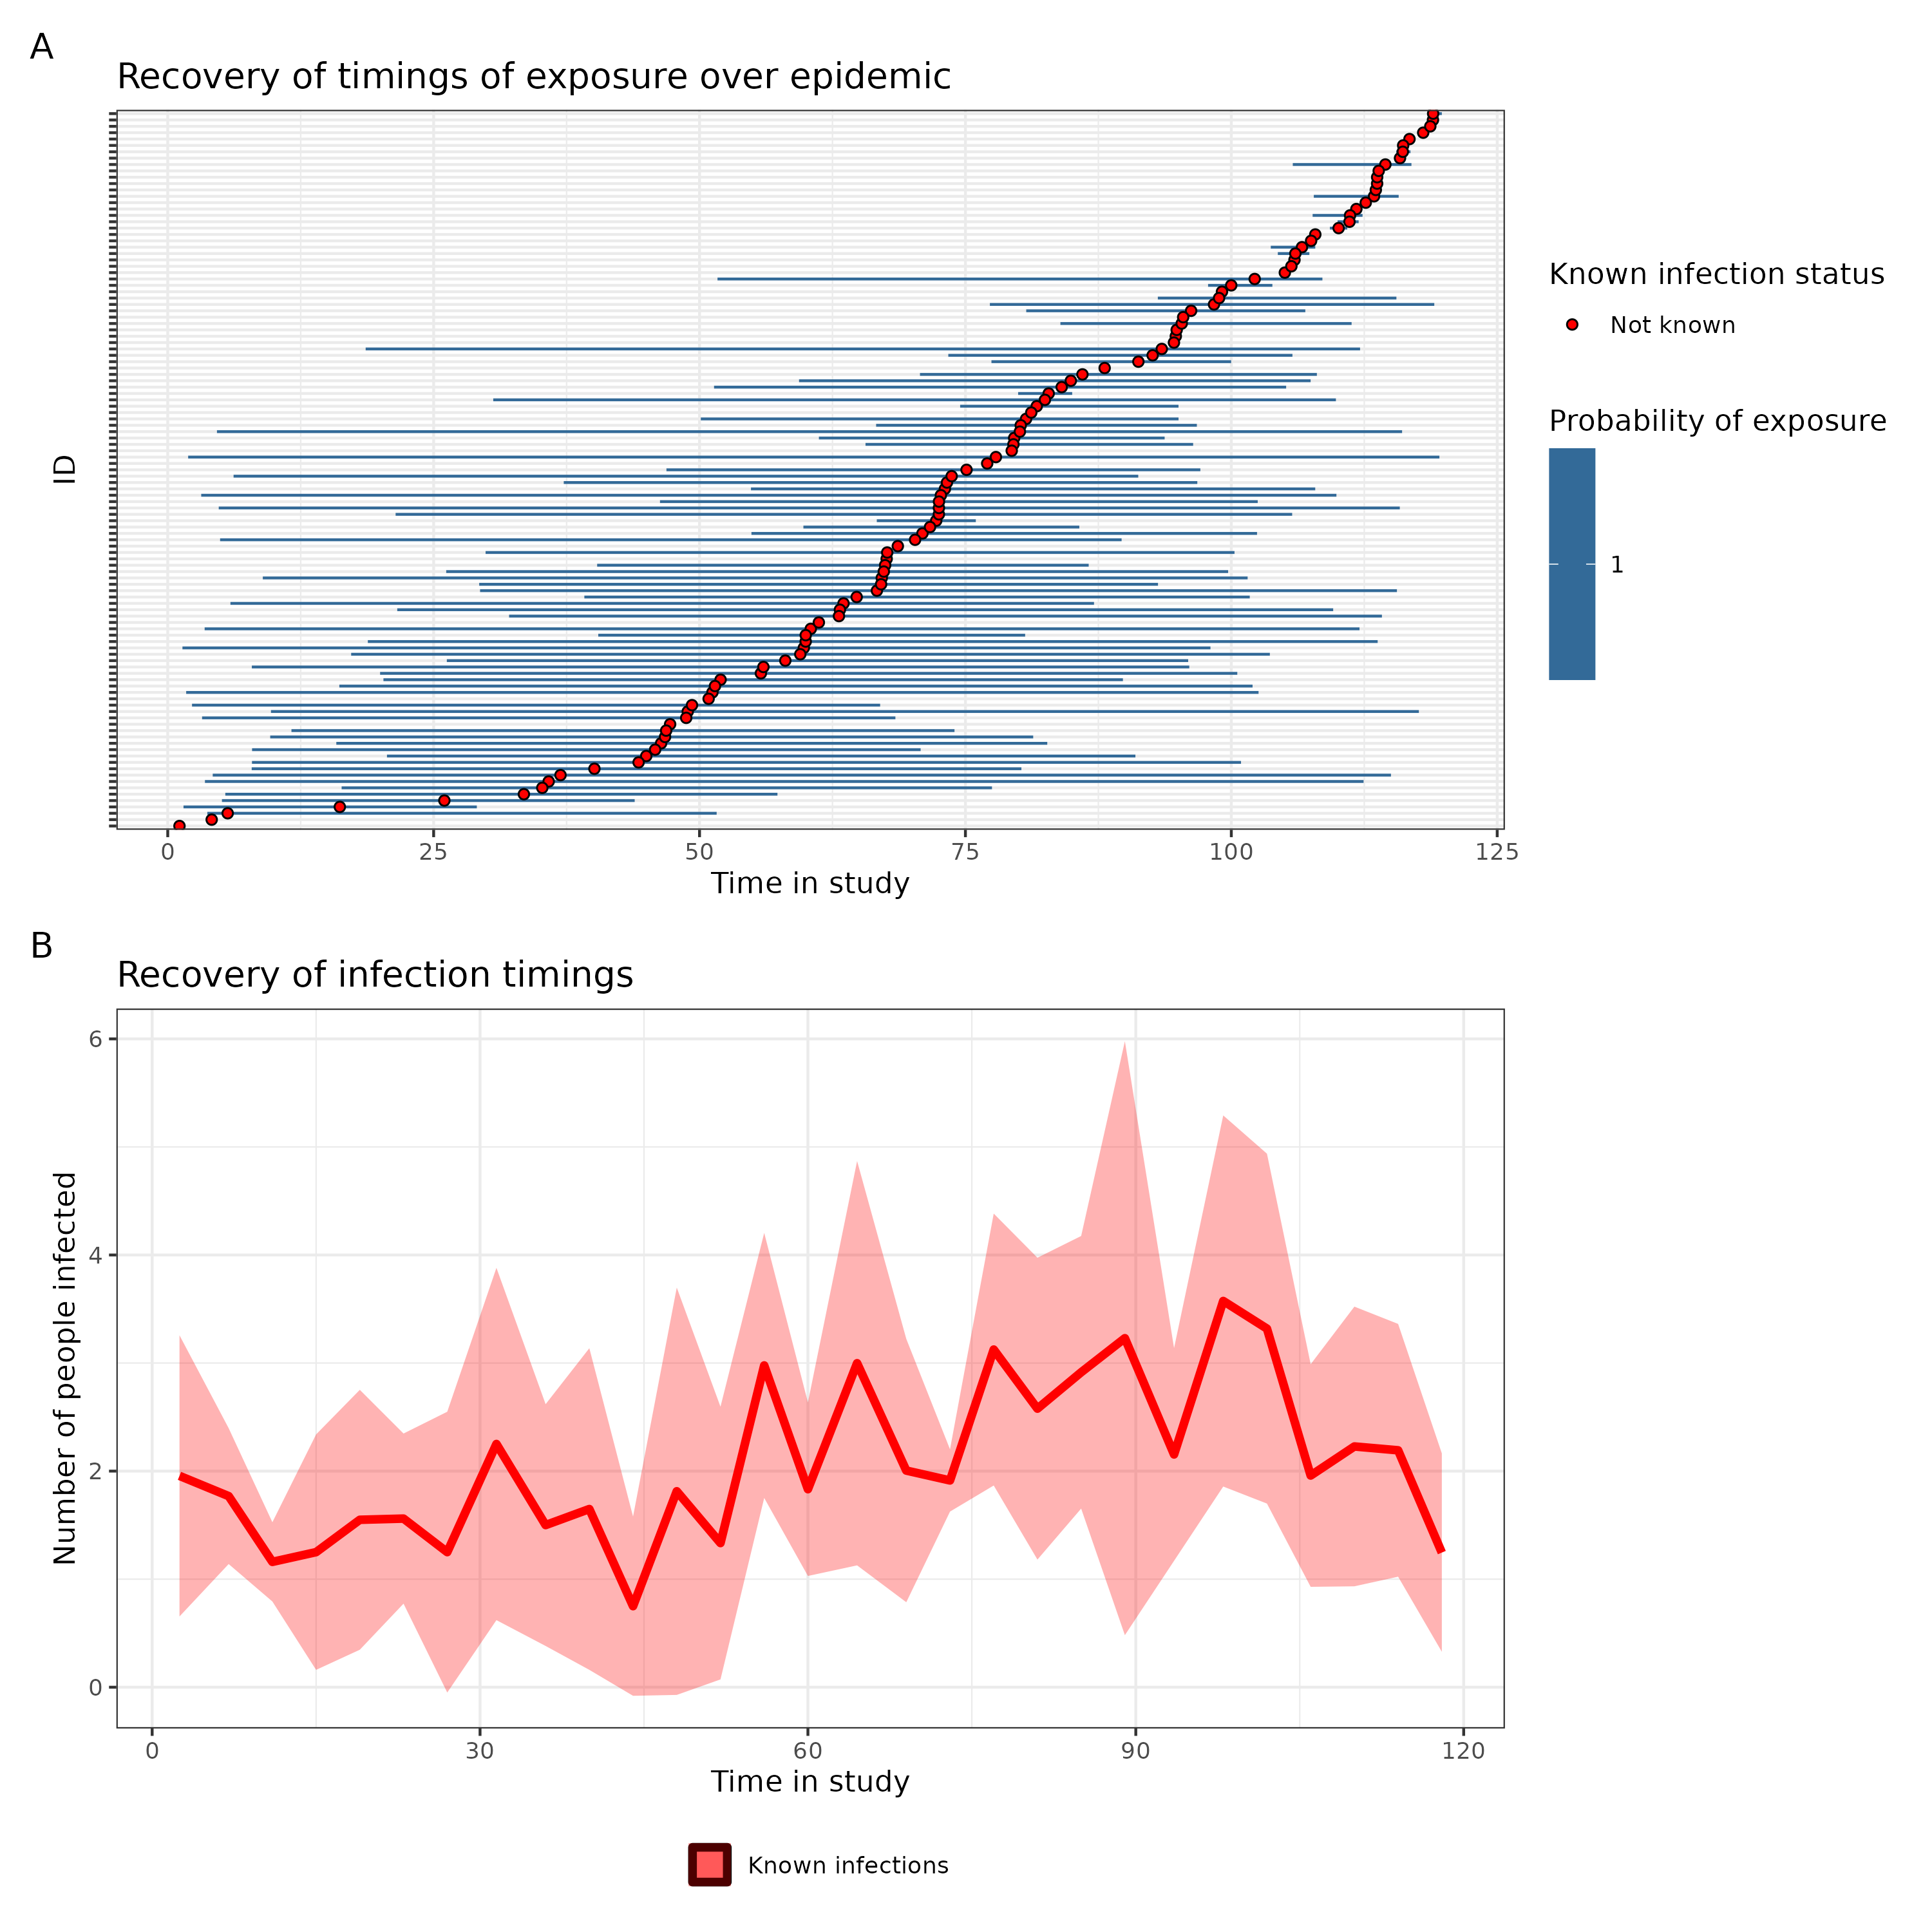 A
Recovery of timings of exposure over epidemic
ID
0 25 50 75 100 125
Time in study
Known infection status
Not known
Probability of exposure
1
B
Recovery of infection timings
Number of people infected
6
4
2
0
0 30 60 90 120
Time in study
Known infections